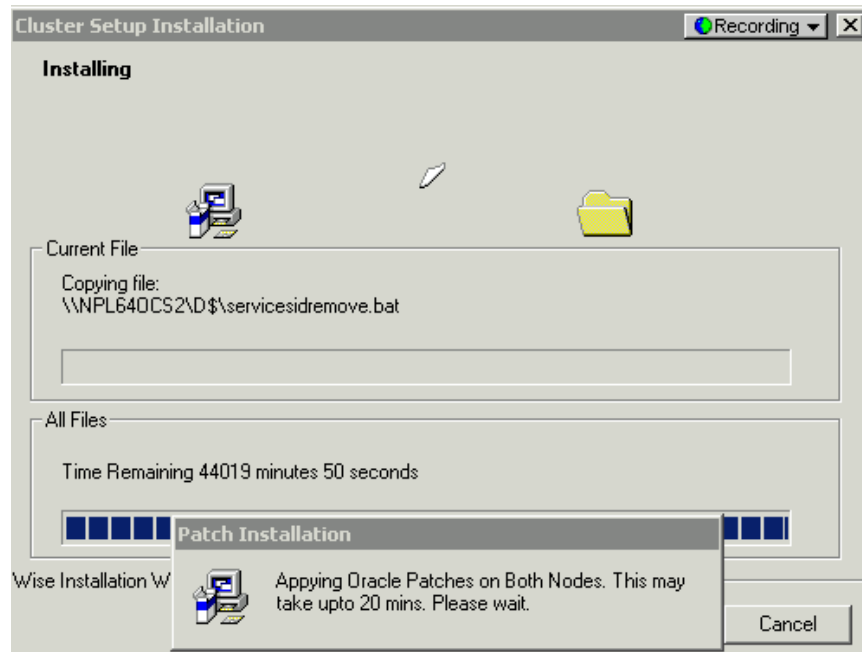 Cluster Setup Installation
Recording
Installing
Current File
Copying file:
\\NPL640CS2\D$\servicesidremove.bat
All Files
Time Remaining 44019 minutes 50 seconds
Patch Installation
Wise Installation W
Appying Oracle Patches on Both Nodes. This may
take upto 20 mins. Please wait.
Cancel